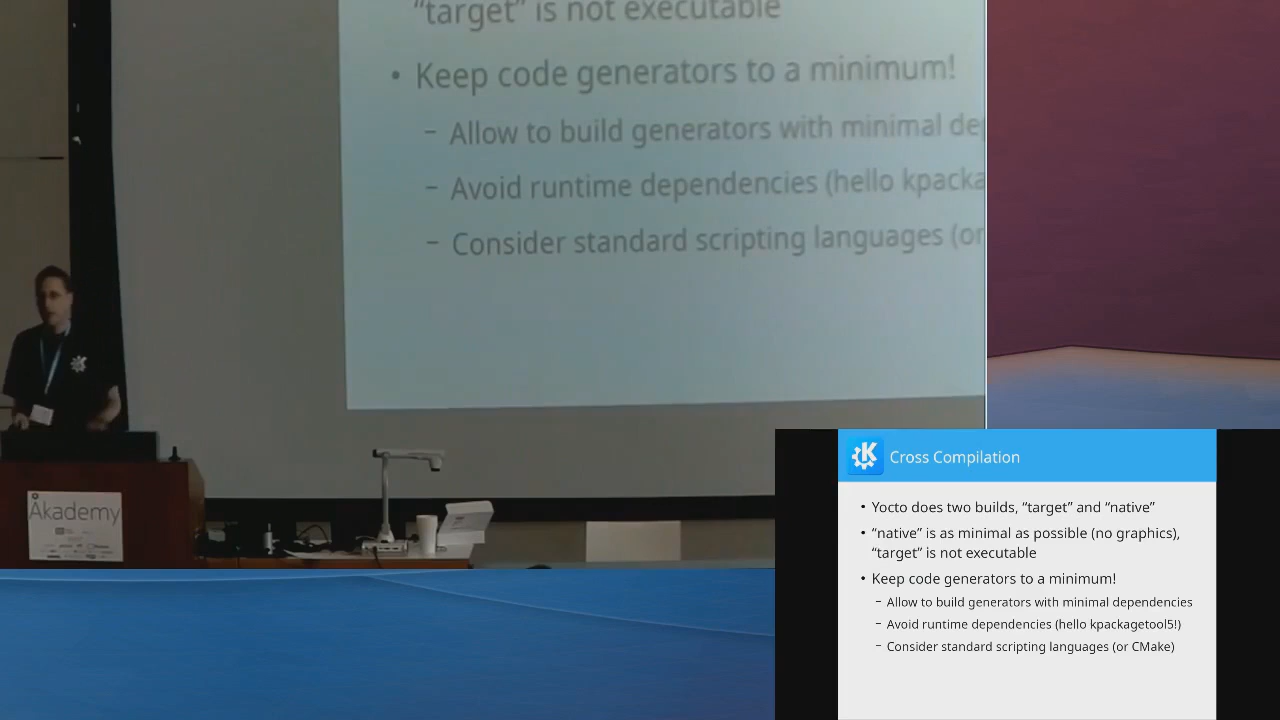 “target” is not executable
• Keep code generators to a minimum!
– Allow to build generators with minimal dep
– Avoid runtime dependencies (hello kpacka
– Consider standard scripting languages (or
Akademy
Cross Compilation
• Yocto does two builds, “target” and “native”
• “native” is as minimal as possible (no graphics),
“target” is not executable
• Keep code generators to a minimum!
– Allow to build generators with minimal dependencies
– Avoid runtime dependencies (hello kpackagetool5!)
– Consider standard scripting languages (or CMake)